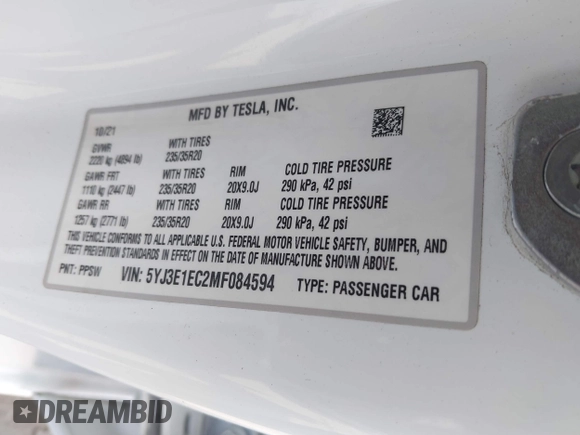 MFD BY TESLA, INC.
10/21
GVWR WITH TIRES
2220 kg (4894 lb) 235/35R20
GAWR FRT WITH TIRES RIM COLD TIRE PRESSURE
1110 kg (2447 lb) 235/35R20 20X9.0J 290 kPa, 42 psi
GAWR RR WITH TIRES RIM COLD TIRE PRESSURE
1257 kg (2771 lb) 235/35R20 20X9.0J 290 kPa, 42 psi
THIS VEHICLE CONFORMS TO ALL APPLICABLE U.S. FEDERAL MOTOR VEHICLE SAFETY, BUMPER, AND
THEFT PREVENTION STANDARDS IN EFFECT ON THE DATE OF MANUFACTURE SHOWN ABOVE.
PNT: PPSW VIN: 5YJ3E1EC2MF084594 TYPE: PASSENGER CAR
DREAMBID